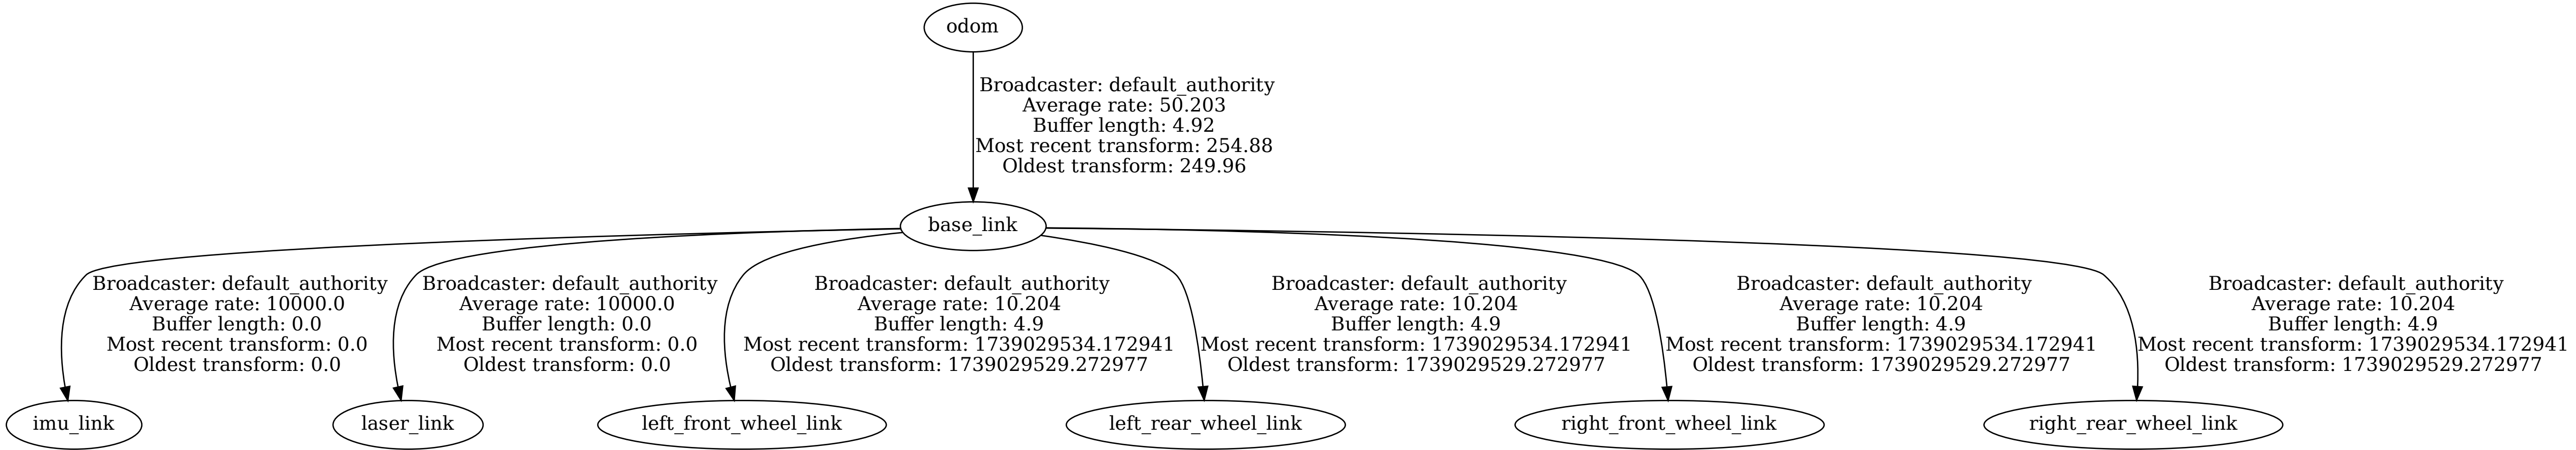 odom
Broadcaster: default_authority
Average rate: 50.203
Buffer length: 4.92
Most recent transform: 254.88
Oldest transform: 249.96
base_link
Broadcaster: default_authority
Average rate: 10000.0
Buffer length: 0.0
Most recent transform: 0.0
Oldest transform: 0.0
Broadcaster: default_authority
Average rate: 10000.0
Buffer length: 0.0
Most recent transform: 0.0
Oldest transform: 0.0
Broadcaster: default_authority
Average rate: 10.204
Buffer length: 4.9
Most recent transform: 1739029534.172941
Oldest transform: 1739029529.272977
Broadcaster: default_authority
Average rate: 10.204
Buffer length: 4.9
Most recent transform: 1739029534.172941
Oldest transform: 1739029529.272977
Broadcaster: default_authority
Average rate: 10.204
Buffer length: 4.9
Most recent transform: 1739029534.172941
Oldest transform: 1739029529.272977
Broadcaster: default_authority
Average rate: 10.204
Buffer length: 4.9
Most recent transform: 1739029534.172941
Oldest transform: 1739029529.272977
imu_link
laser_link
left_front_wheel_link
left_rear_wheel_link
right_front_wheel_link
right_rear_wheel_link